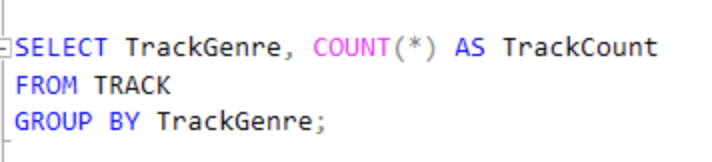 SELECT TrackGenre, COUNT(*) AS TrackCount
FROM TRACK
GROUP BY TrackGenre;